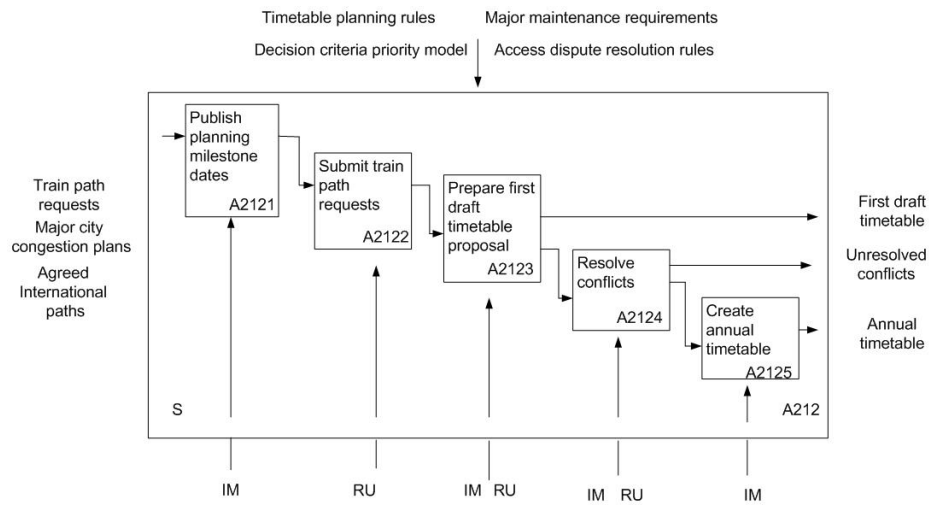 Timetable planning rules
Major maintenance requirements
Decision criteria priority model
Access dispute resolution rules
Publish
planning
milestone
dates
A2121
Submit train
path
requests
A2122
Prepare first
draft
timetable
proposal
A2123
Resolve
conflicts
A2124
Create
annual
timetable
A2125
Train path
requests
Major city
congestion plans
Agreed
International
paths
First draft
timetable
Unresolved
conflicts
Annual
timetable
S
A212
IM
RU
IM RU
IM RU
IM